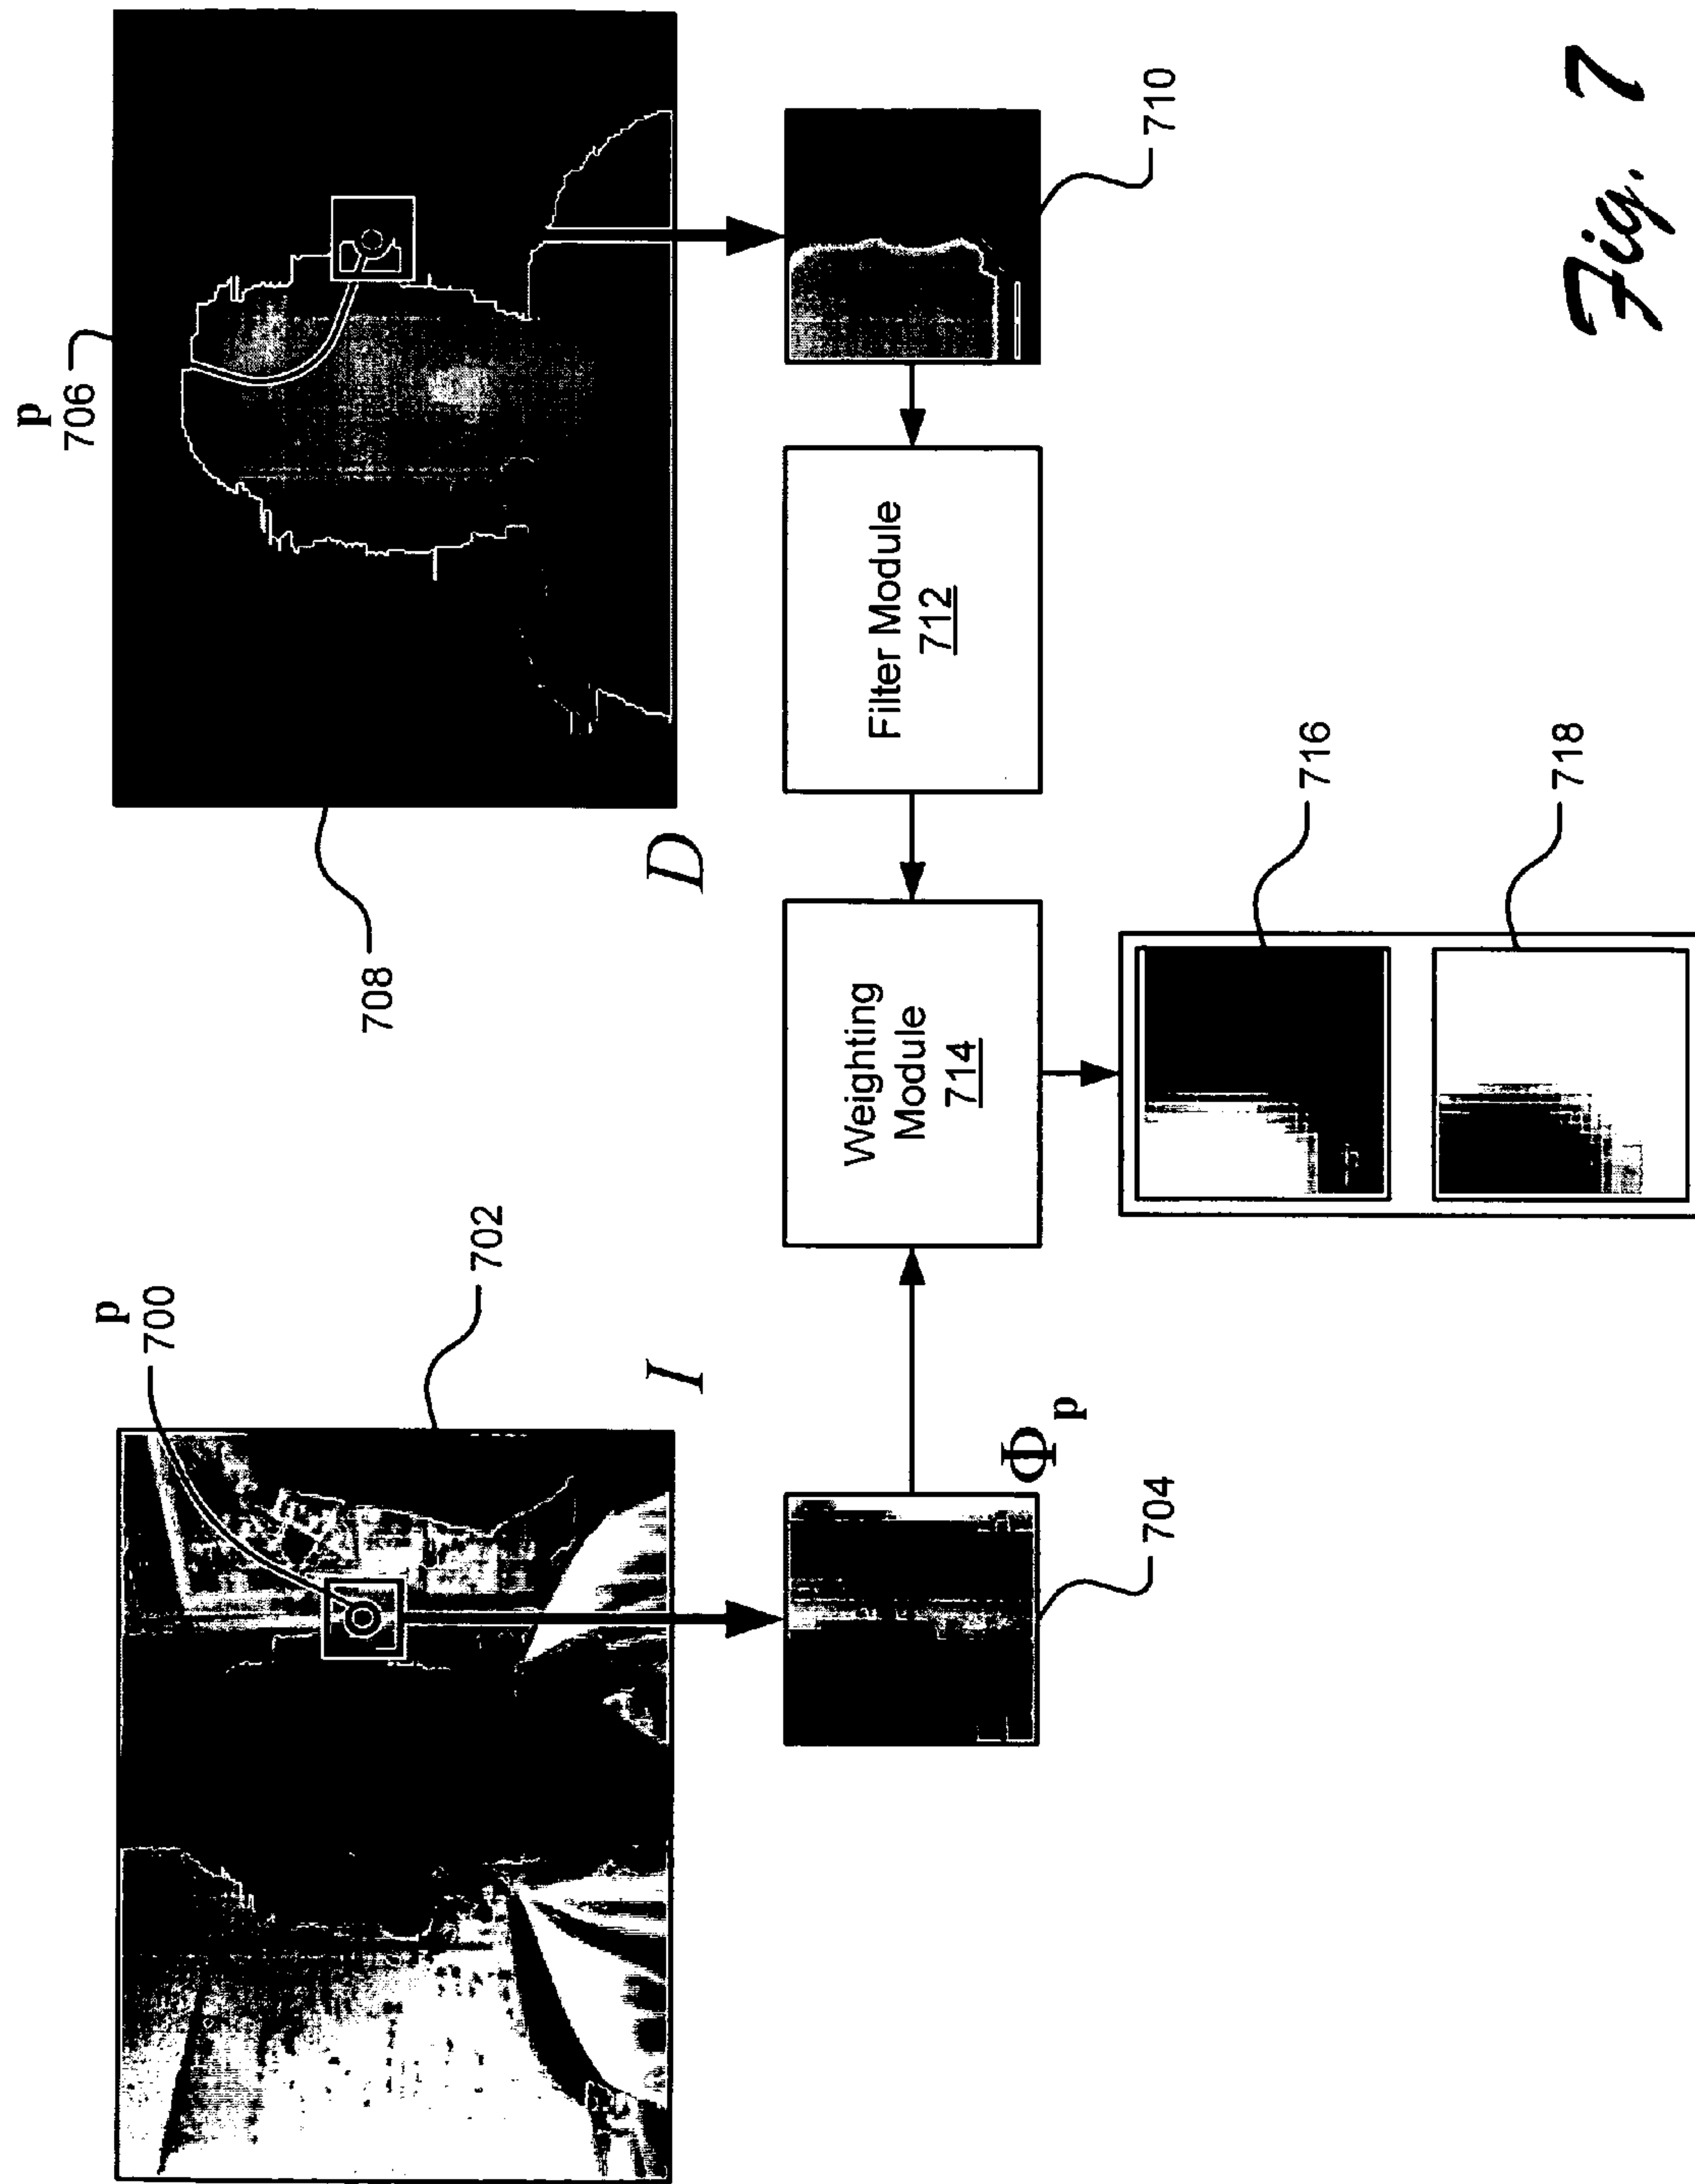 p
700
702
I
Φp
704
p
706
708
D
710
Filter Module
712
Weighting
Module
714
716
718
Fig. 7